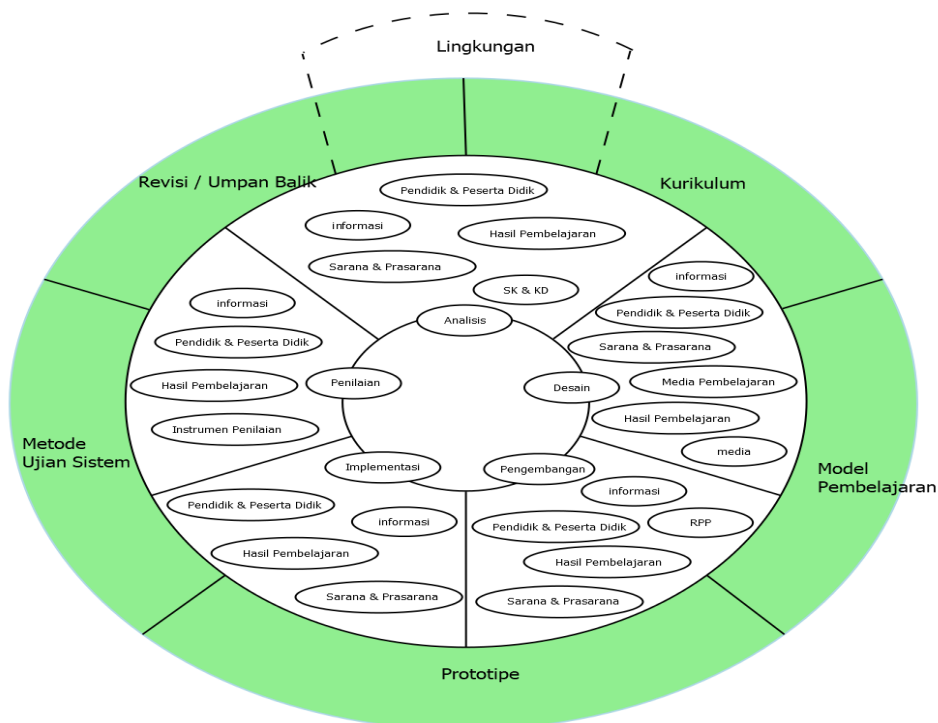 Lingkungan
Revisi / Umpan Balik
Kurikulum
Pendidik & Peserta Didik
informasi
Hasil Pembelajaran
Sarana & Prasarana
SK & KD
Analisis
informasi
Pendidik & Peserta Didik
Sarana & Prasarana
Media Pembelajaran
Hasil Pembelajaran
media
Desain
informasi
Pendidik & Peserta Didik
Hasil Pembelajaran
Instrumen Penilaian
Penilaian
Metode
Ujian Sistem
Model
Pembelajaran
Implementasi
Pendidik & Peserta Didik
informasi
Hasil Pembelajaran
Sarana & Prasarana
Pengembangan
informasi
RPP
Pendidik & Peserta Didik
Hasil Pembelajaran
Sarana & Prasarana
Prototipe